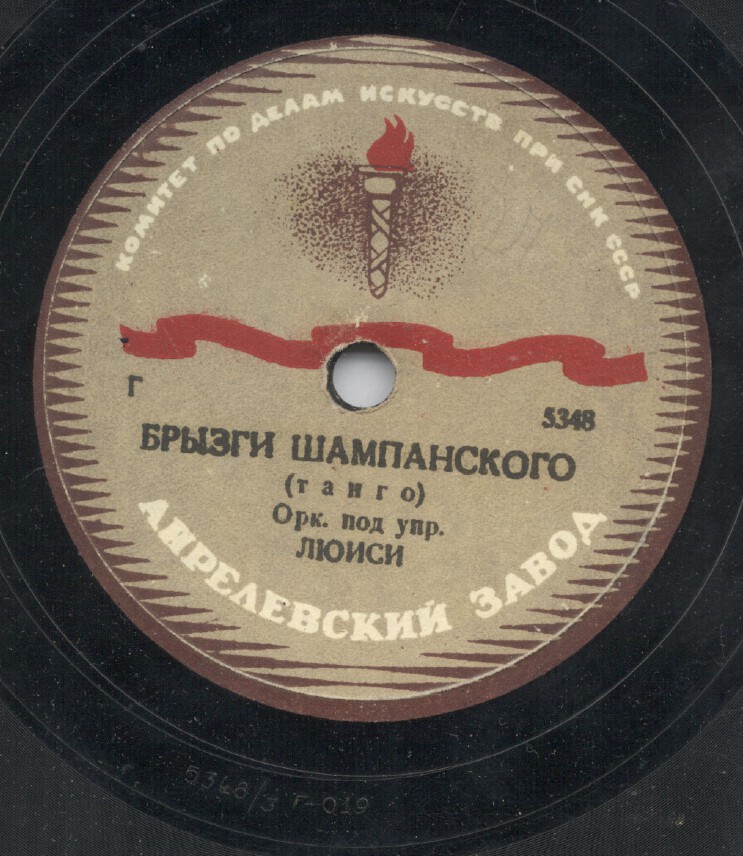 КОМИТЕТ ПО ДЕЛАМ ИСКУССТВ ПРИ СНК СССР
Г
5348
БРЫЗГИ ШАМПАНСКОГО
(танго)
Орк. под упр.
ЛЮИСИ
АПРЕЛЕВСКИЙ ЗАВОД
5348/3 Г-019